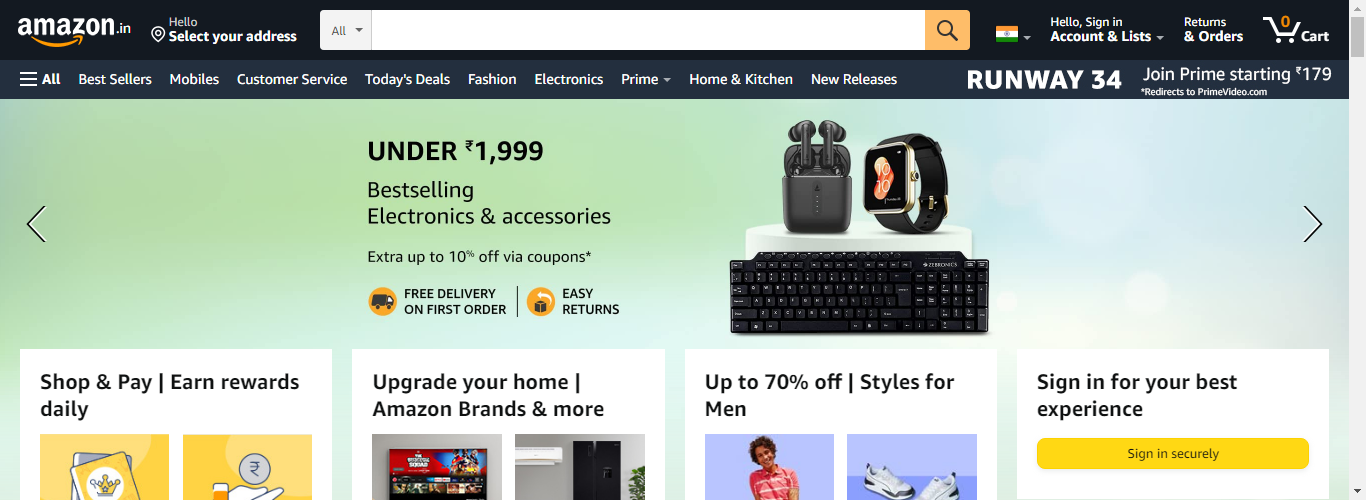 amazon.in
Hello
Select your address
All
Hello, Sign in
Account & Lists
Returns
& Orders
0
Cart
All
Best Sellers
Mobiles
Customer Service
Today's Deals
Fashion
Electronics
Prime
Home & Kitchen
New Releases
RUNWAY 34
Join Prime starting ₹179
*Redirects to PrimeVideo.com
UNDER ₹1,999
Bestselling
Electronics & accessories
Extra up to 10% off via coupons*
FREE DELIVERY
ON FIRST ORDER
EASY
RETURNS
ZEBRONICS
Shop & Pay | Earn rewards
daily
Upgrade your home |
Amazon Brands & more
Up to 70% off | Styles for
Men
Sign in for your best
experience
Sign in securely
₹